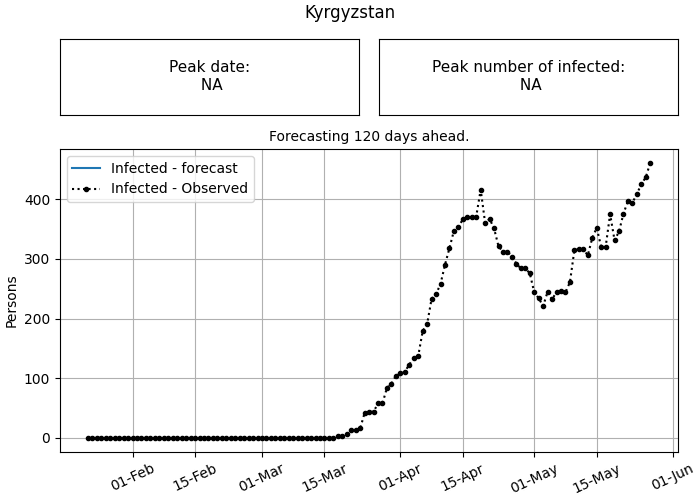 Kyrgyzstan
Peak date:
NA
Peak number of infected:
NA
Forecasting 120 days ahead.
Infected - forecast
Infected - Observed
Persons
400
300
200
100
0
01-Feb
15-Feb
01-Mar
15-Mar
01-Apr
15-Apr
01-May
15-May
01-Jun